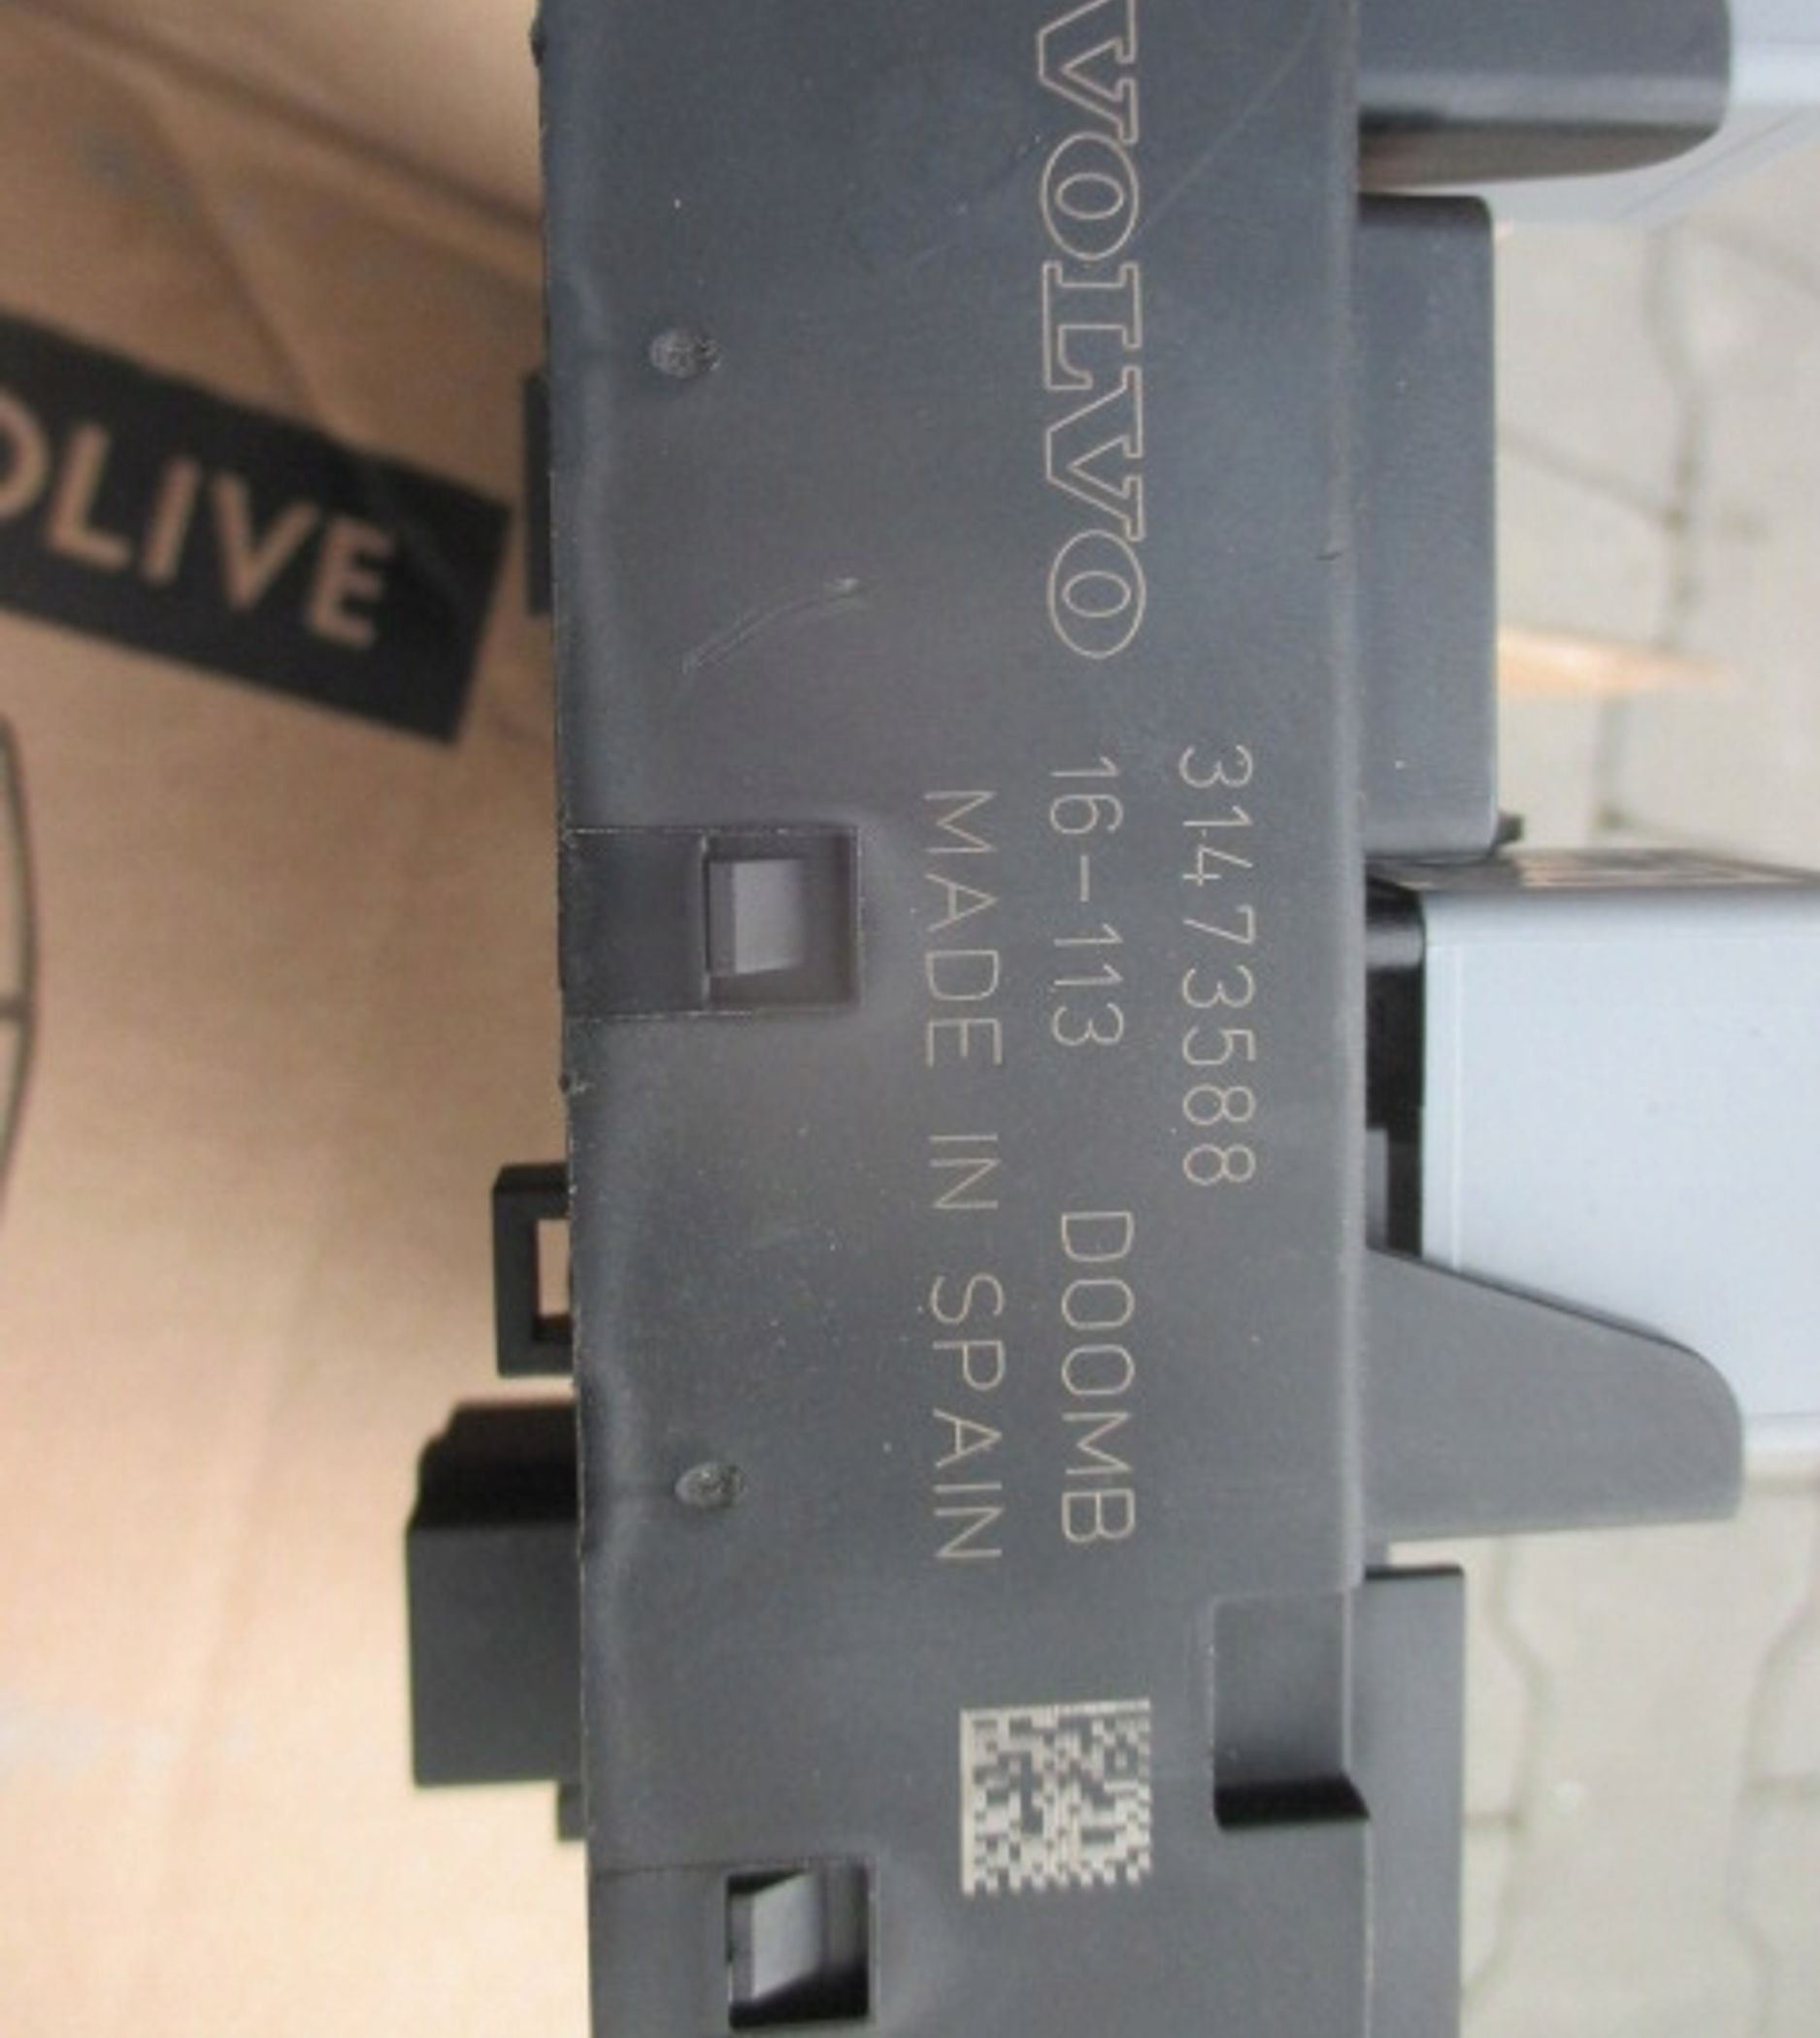 31473588
VOLVO 16-113 D00MB
MADE IN SPAIN
OLIVE